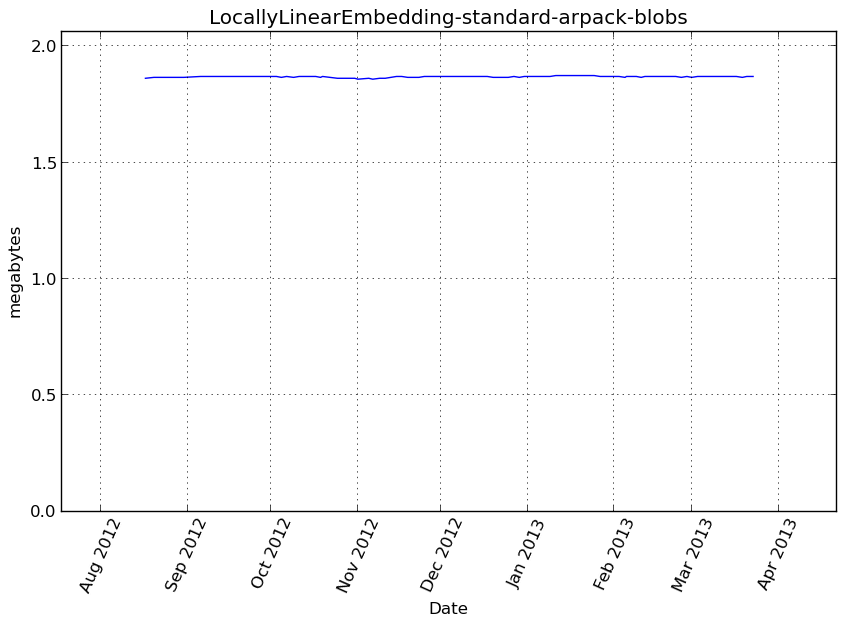 LocallyLinearEmbedding-standard-arpack-blobs
2.0
1.5
1.0
0.5
0.0
megabytes
Aug 2012
Sep 2012
Oct 2012
Nov 2012
Dec 2012
Jan 2013
Feb 2013
Mar 2013
Apr 2013
Date